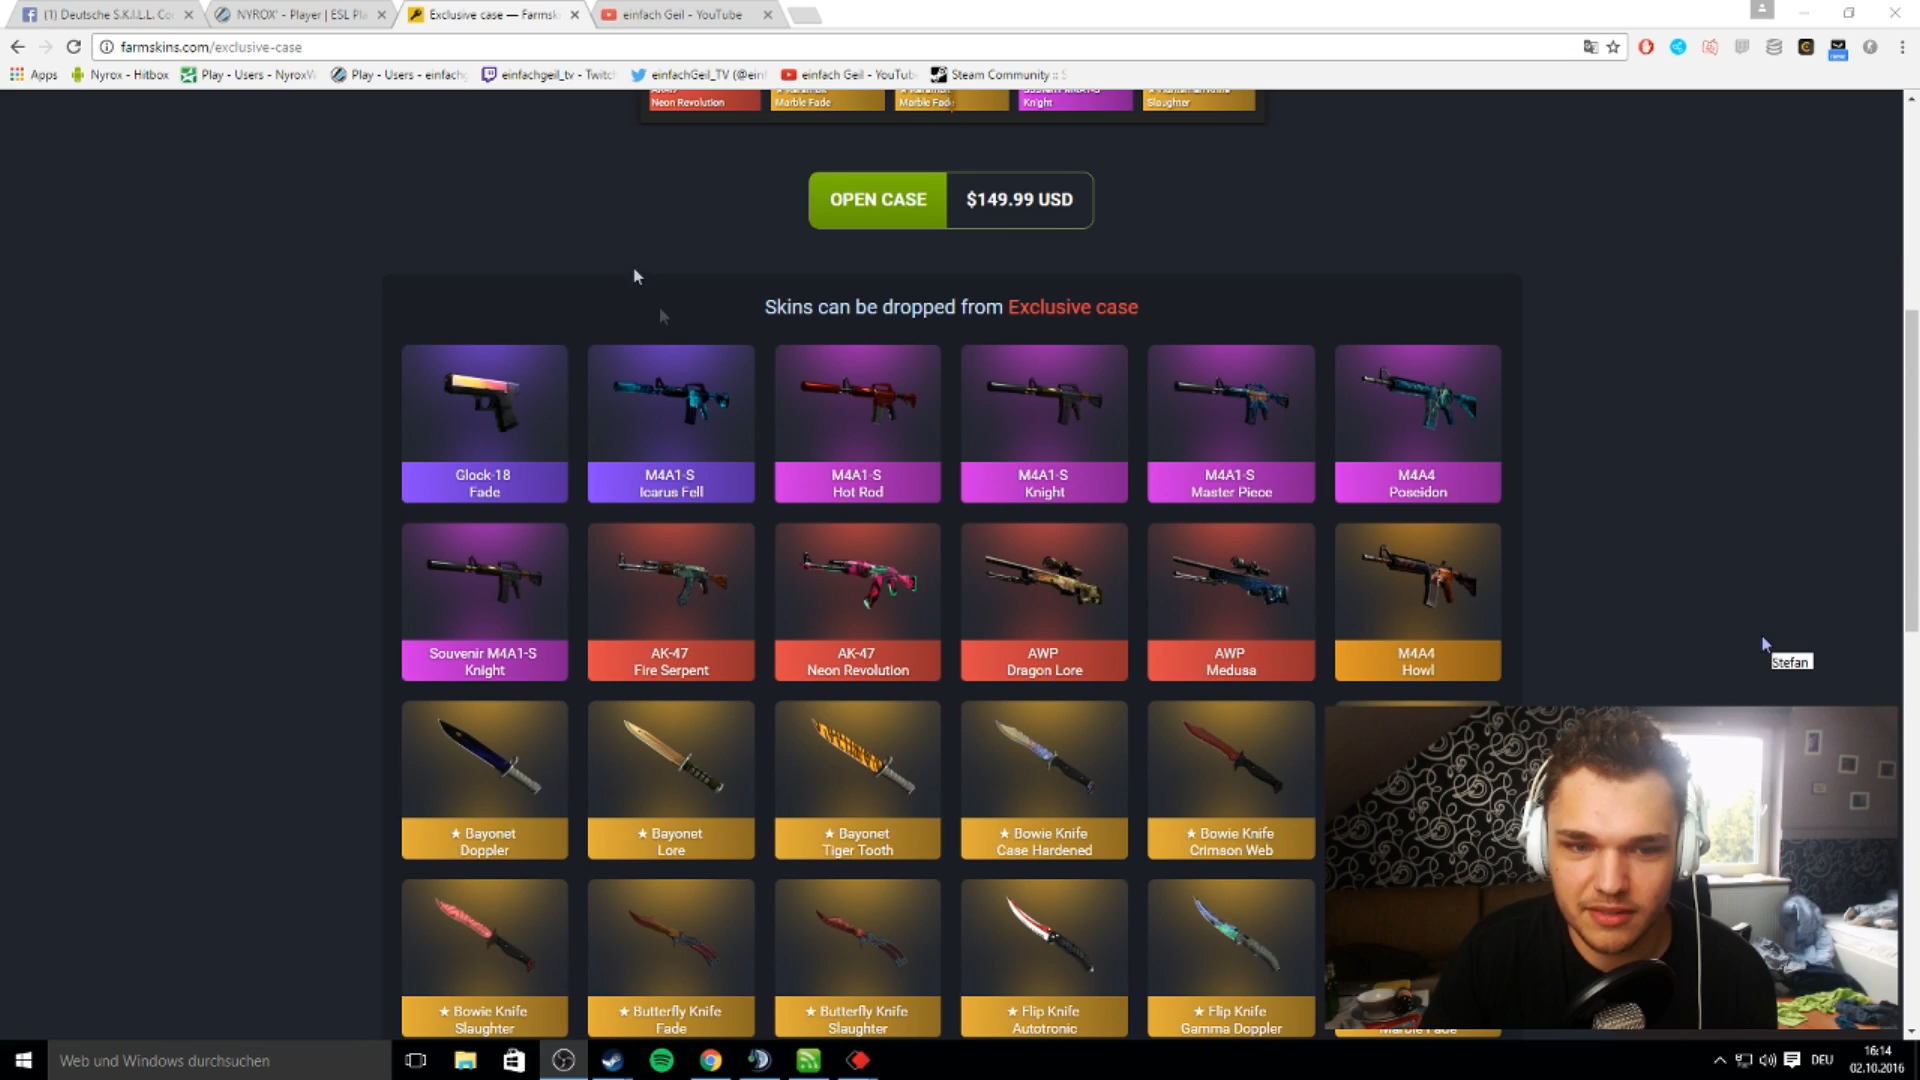 (1) Deutsche S.K.I.L.L. Co
NYROX' - Player | ESL Pla
Exclusive case — Farmsk
einfach Geil - YouTube
farmskins.com/exclusive-case
Apps
Nyrox - Hitbox
Play - Users - NyroxV
Play - Users - einfachg
einfachgeil_tv - Twitc
einfachGeil_TV (@ein
einfach Geil - YouTub
Steam Community :: S
Neon Revolution
Marble Fade
Marble Fade
Knight
Slaughter
OPEN CASE
$149.99 USD
Skins can be dropped from Exclusive case
Glock-18
Fade
M4A1-S
Icarus Fell
M4A1-S
Hot Rod
M4A1-S
Knight
M4A1-S
Master Piece
M4A4
Poseidon
Souvenir M4A1-S
Knight
AK-47
Fire Serpent
AK-47
Neon Revolution
AWP
Dragon Lore
AWP
Medusa
M4A4
Howl
Stefan
★ Bayonet
Doppler
★ Bayonet
Lore
★ Bayonet
Tiger Tooth
★ Bowie Knife
Case Hardened
★ Bowie Knife
Crimson Web
★ Bowie Knife
Slaughter
★ Butterfly Knife
Fade
★ Butterfly Knife
Slaughter
★ Flip Knife
Autotronic
★ Flip Knife
Gamma Doppler
Marble Fade
Web und Windows durchsuchen
DEU
16:14
02.10.2016